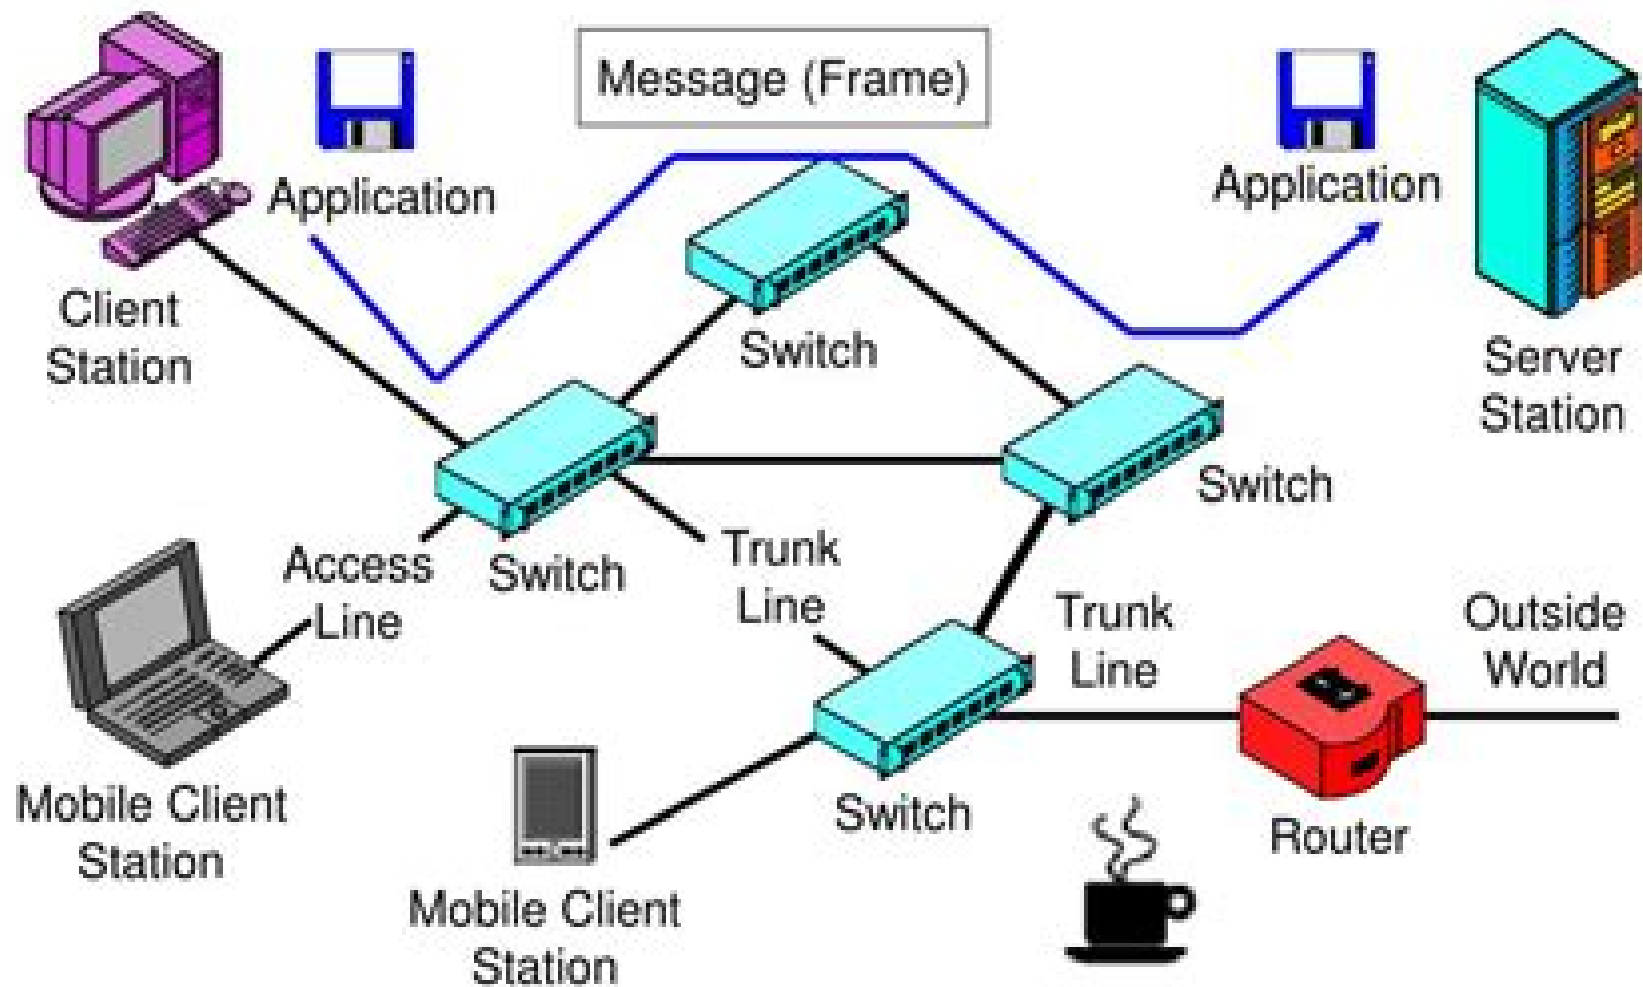 Message (Frame)
Application
Application
Client
Station
Switch
Server
Station
Switch
Access
Line
Switch
Trunk
Line
Trunk
Line
Outside
World
Mobile Client
Station
Switch
Router
Mobile Client
Station